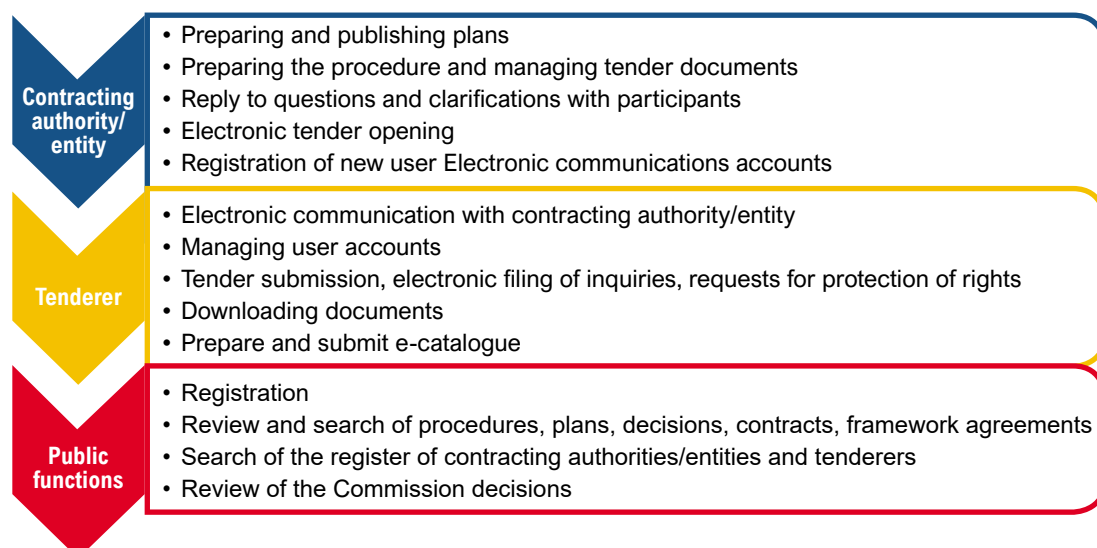 Contracting
authority/
entity
• Preparing and publishing plans
• Preparing the procedure and managing tender documents
• Reply to questions and clarifications with participants
• Electronic tender opening
• Registration of new user Electronic communications accounts
Tenderer
• Electronic communication with contracting authority/entity
• Managing user accounts
• Tender submission, electronic filing of inquiries, requests for protection of rights
• Downloading documents
• Prepare and submit e-catalogue
Public
functions
• Registration
• Review and search of procedures, plans, decisions, contracts, framework agreements
• Search of the register of contracting authorities/entities and tenderers
• Review of the Commission decisions